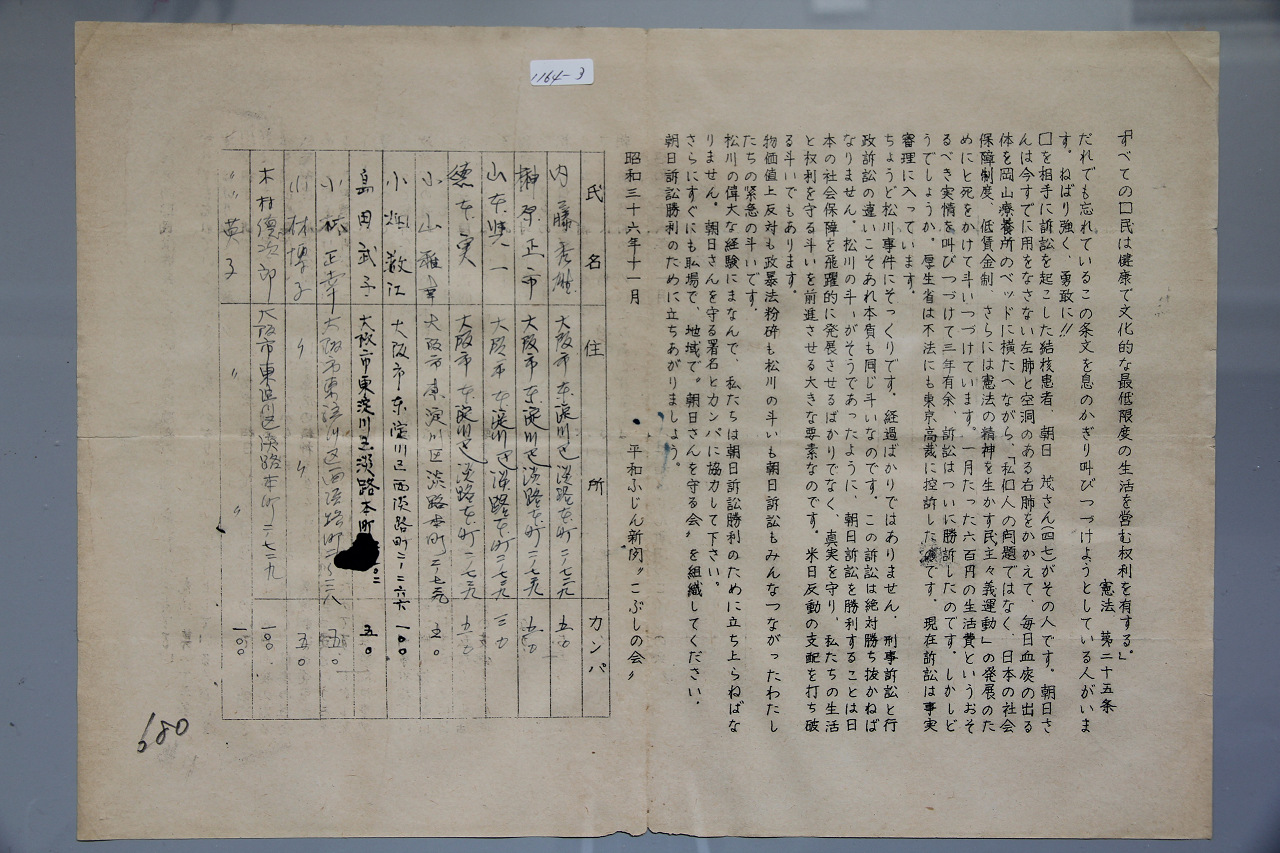 1164-3
『すべての口民は健康で文化的な最低限度の生活を営む权利を有する。』
憲法 第二十五条
だれでも忘れているこの条文を息のかぎり叫びつづけようとしている人がいま
す。ねばり強く、勇敢に!!
口を相手に訴訟を起こした結核患者、朝日 茂さん(四七)がその人です。朝日さ
んは今すでに用をなさない左肺と空洞のある右肺をかかえて、毎日血痰の出る
体を岡山療養所のベッドに横たへながら、「私個人の問題ではなく、日本の社会
保障制度、低賃金制 さらには憲法の精神を生かす民主々義運動」の発展のた
めにと死をかけて斗いつづけています。一月たった六百円の生活費というおそ
るべき実情を叫びつづけて三年有余、訴訟はついに勝訴したのです。しかしど
うでしょうか。厚生省は不法にも東京高裁に控訴したのです。現在訴訟は事実
審理に入っています。
ちょうど松川事件にそっくりです。経過ばかりではありません、刑事訴訟と行
政訴訟の違いこそあれ本質も同じ斗いなのです。この訴訟は絶対勝ち抜かねば
なりません。松川の斗いがそうであったように、朝日訴訟を勝利することは日
本の社会保障を飛躍的に発展させるばかりでなく、真実を守り、私たちの生活
と权利を守る斗いを前進させる大きな要素なのです。米日反動の支配を打ち破
る斗いでもあります。
物価値上反対も政暴法粉砕も松川の斗いも朝日訴訟もみんなつながったわたし
たちの緊急の斗いです。
松川の偉大な経験にまなんで、私たちは朝日訴訟勝利のために立ち上らねばな
りません。朝日さんを守る署名とカンパに協力して下さい。
さらにすぐにも职場で、地域で〝朝日さんを守る会〟を組織してください。
朝日訴訟勝利のために立ちあがりましょう。
昭和三十六年十一月 平和ふじん新聞〝こぶしの会〟
氏名 住所 カンパ
内藤秀雄 大阪市東淀川区淡路本町二ノ七三九 五〇
榊原正市 大阪市東淀川区淡路本町二ノ七三九 五〇
山本 一 大阪市東淀川区淡路本町二ノ七三九 三〇
徳本実 大阪市東淀川区淡路本町二ノ七三九 五〇
小山雅 大阪市東淀川区淡路本町二ノ七三九 五〇
小畑敬江 大阪市東淀川区西淡路町二ノ二六六 一〇〇
島田武子 大阪市東淀川区淡路本町 五〇
小林正幸 大阪市東淀川区西淡路町二ノ三八 五〇
小林博子 〃 〃 五〇
木村徳次郎 大阪市東淀川区淡路本町二ノ七三九 一〇〇
〃 英子 〃 〃 一〇〇
680